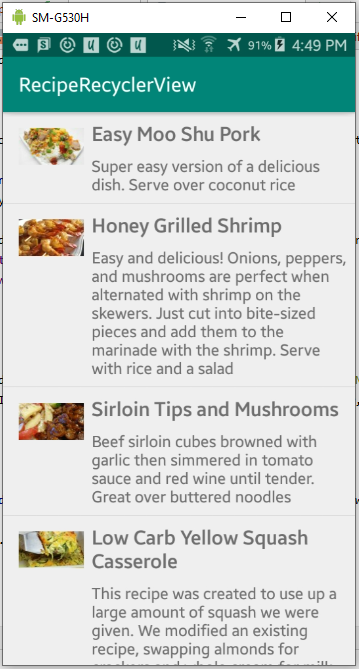 SM-G530H
91% 4:49 PM
RecipeRecyclerView
Easy Moo Shu Pork
Super easy version of a delicious
dish. Serve over coconut rice
Honey Grilled Shrimp
Easy and delicious! Onions, peppers,
and mushrooms are perfect when
alternated with shrimp on the
skewers. Just cut into bite-sized
pieces and add them to the
marinade with the shrimp. Serve
with rice and a salad
Sirloin Tips and Mushrooms
Beef sirloin cubes browned with
garlic then simmered in tomato
sauce and red wine until tender.
Great over buttered noodles
Low Carb Yellow Squash
Casserole
This recipe was created to use up a
large amount of squash we were
given. We modified an existing
recipe, swapping almonds for